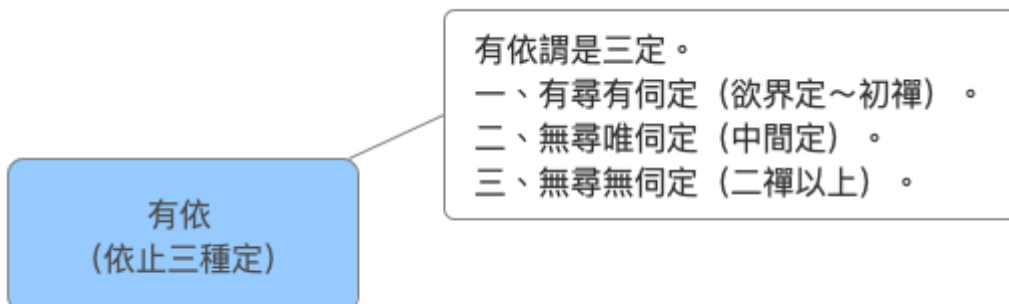 有依謂是三定。
一、有尋有伺定（欲界定～初禪）。
二、無尋唯伺定（中間定）。
三、無尋無伺定（二禪以上）。
有依
（依止三種定）